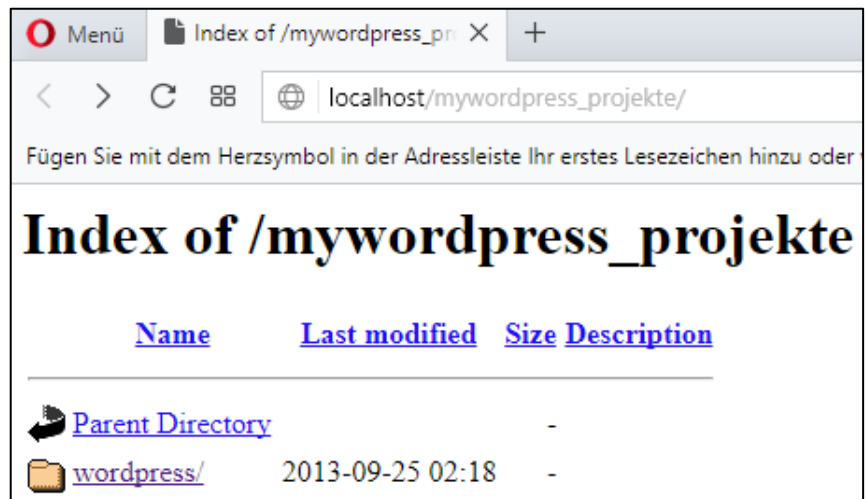 Menü Index of /mywordpress_pr
localhost/mywordpress_projekte/
Fügen Sie mit dem Herzsymbol in der Adressleiste Ihr erstes Lesezeichen hinzu oder
Index of /mywordpress_projekte
Name Last modified Size Description
Parent Directory -
wordpress/ 2013-09-25 02:18 -